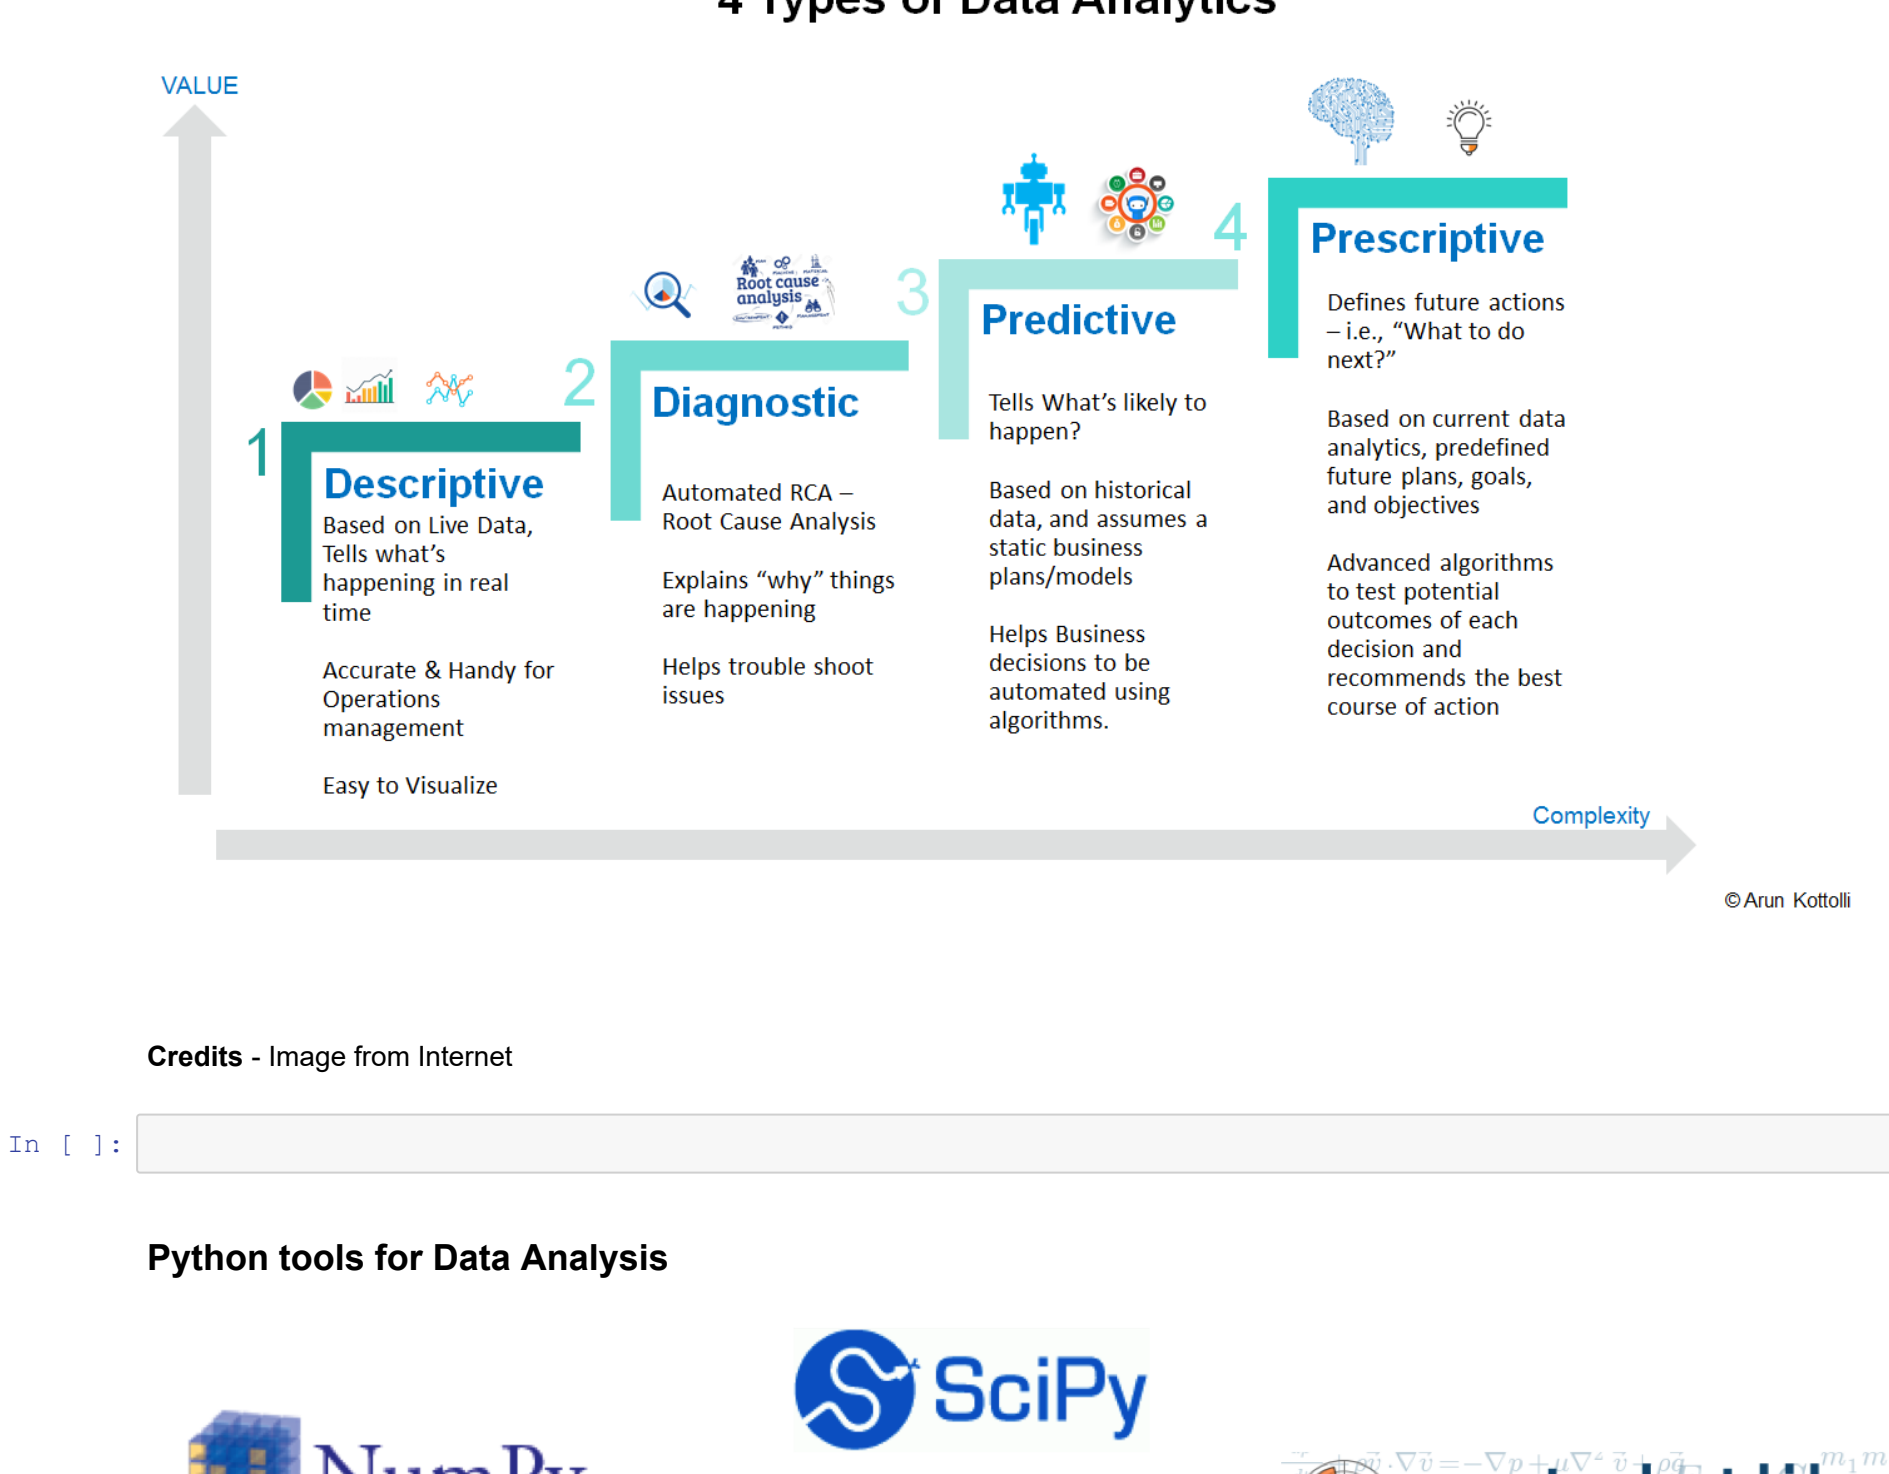 4 Types of Data Analytics
VALUE
1
Descriptive
Based on Live Data,
Tells what's
happening in real
time
Accurate & Handy for
Operations
management
Easy to Visualize
Root cause
analysis
2
Diagnostic
Automated RCA –
Root Cause Analysis
Explains “why” things
are happening
Helps trouble shoot
issues
3
Predictive
Tells What’s likely to
happen?
Based on historical
data, and assumes a
static business
plans/models
Helps Business
decisions to be
automated using
algorithms.
4
Prescriptive
Defines future actions
– i.e., “What to do
next?”
Based on current data
analytics, predefined
future plans, goals,
and objectives
Advanced algorithms
to test potential
outcomes of each
decision and
recommends the best
course of action
Complexity
© Arun Kottolli
Credits - Image from Internet
In [ ]:
Python tools for Data Analysis
SciPy
NumPy